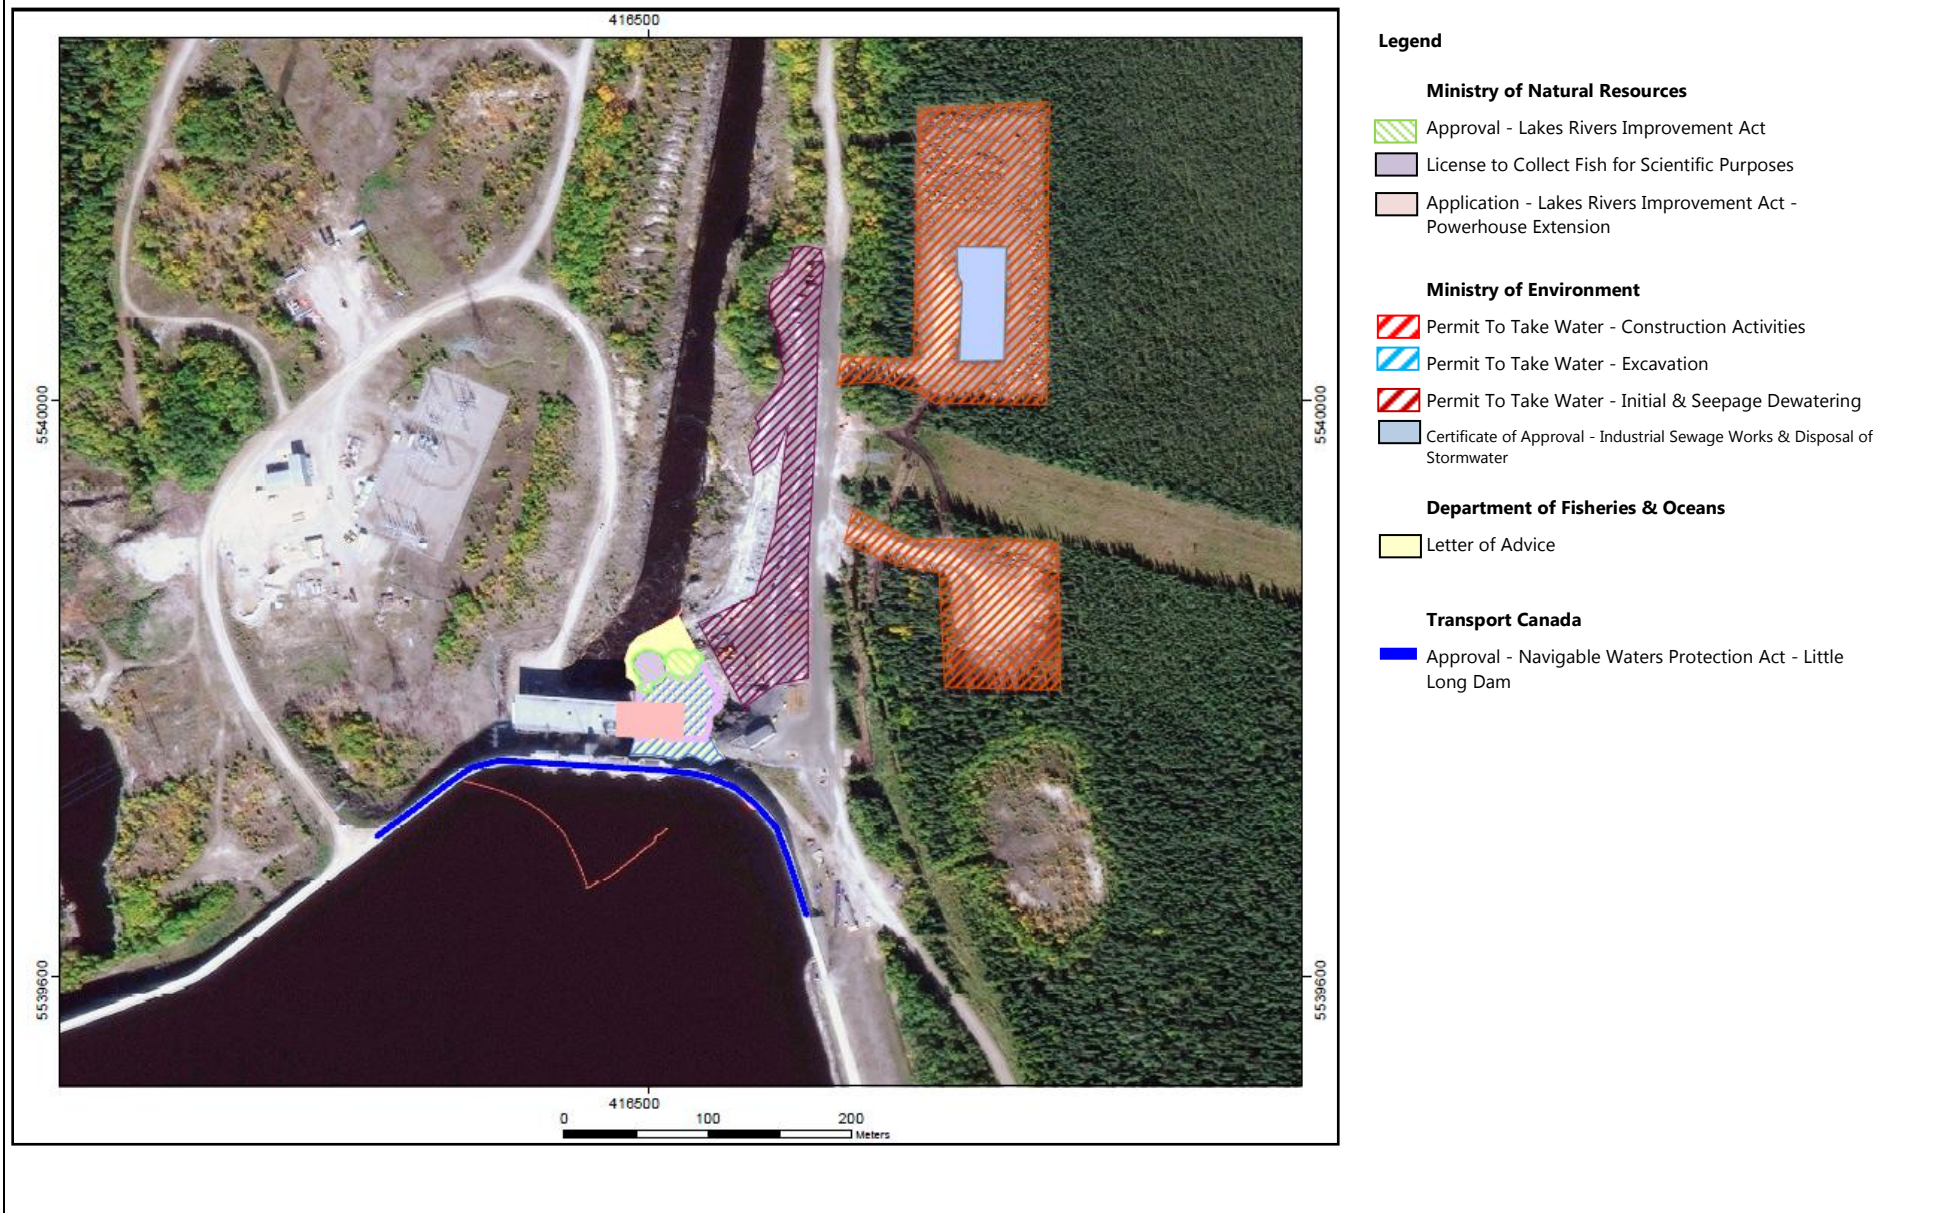 416500
Legend
Ministry of Natural Resources
Approval - Lakes Rivers Improvement Act
License to Collect Fish for Scientific Purposes
Application - Lakes Rivers Improvement Act -
Powerhouse Extension
Ministry of Environment
Permit To Take Water - Construction Activities
Permit To Take Water - Excavation
Permit To Take Water - Initial & Seepage Dewatering
Certificate of Approval - Industrial Sewage Works & Disposal of
Stormwater
Department of Fisheries & Oceans
Letter of Advice
Transport Canada
Approval - Navigable Waters Protection Act - Little
Long Dam
5540000
5540000
5539600
5539600
416500
0 100 200
Meters